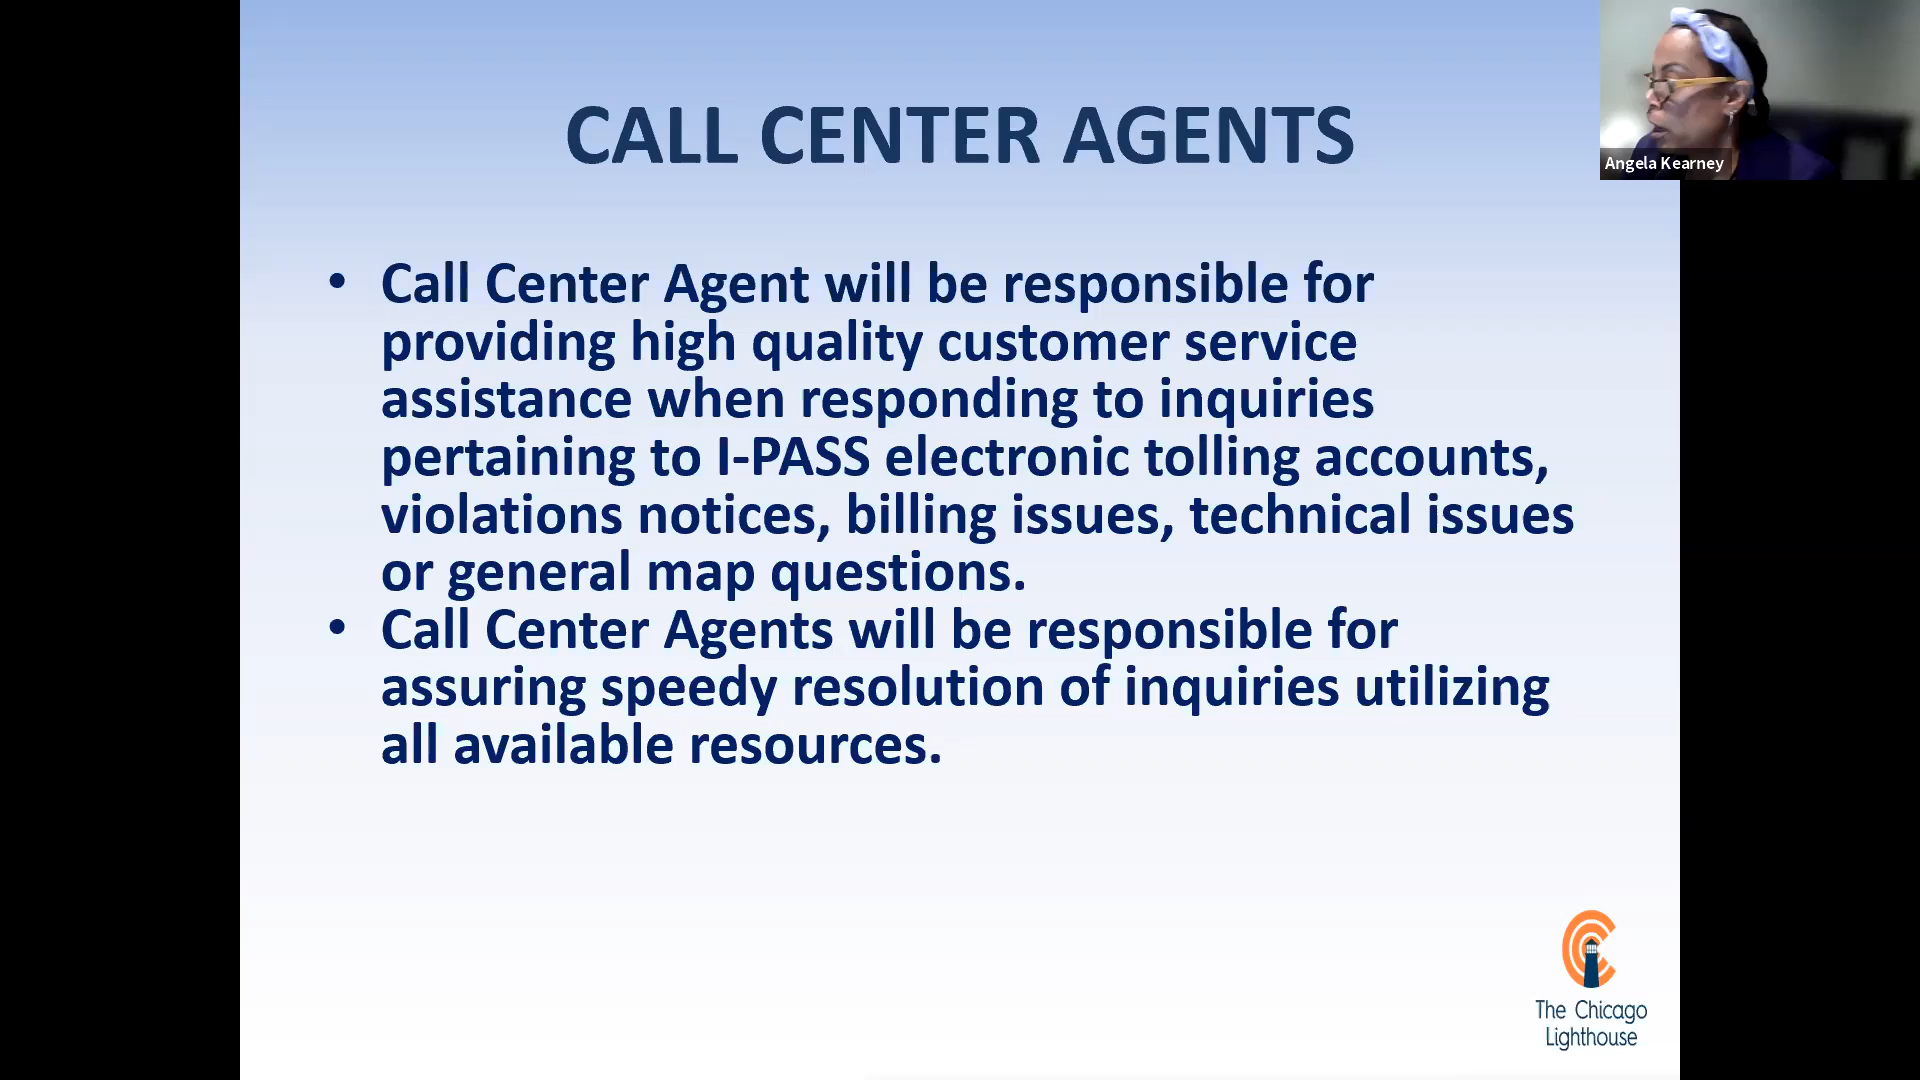 CALL CENTER AGENTS
Angela Kearney
• Call Center Agent will be responsible for
providing high quality customer service
assistance when responding to inquiries
pertaining to I-PASS electronic tolling accounts,
violations notices, billing issues, technical issues
or general map questions.
• Call Center Agents will be responsible for
assuring speedy resolution of inquiries utilizing
all available resources.
The Chicago
Lighthouse